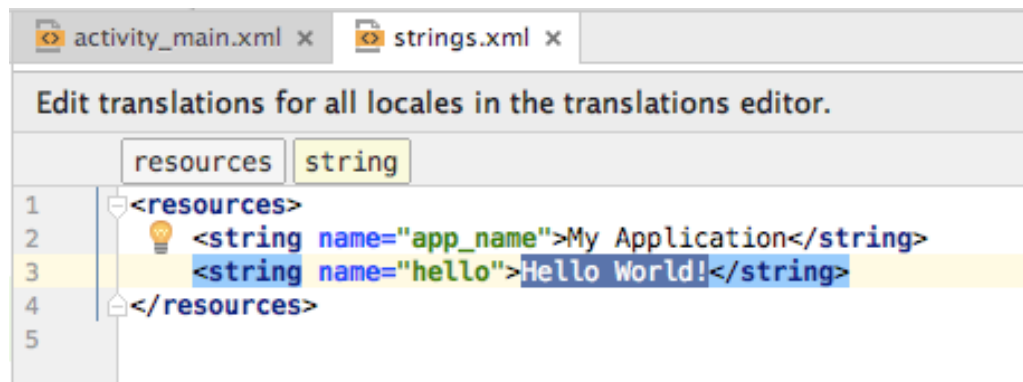 activity_main.xml × strings.xml ×
Edit translations for all locales in the translations editor.
resources string
1 <resources>
2 <string name="app_name">My Application</string>
3 <string name="hello">Hello World!</string>
4 </resources>
5